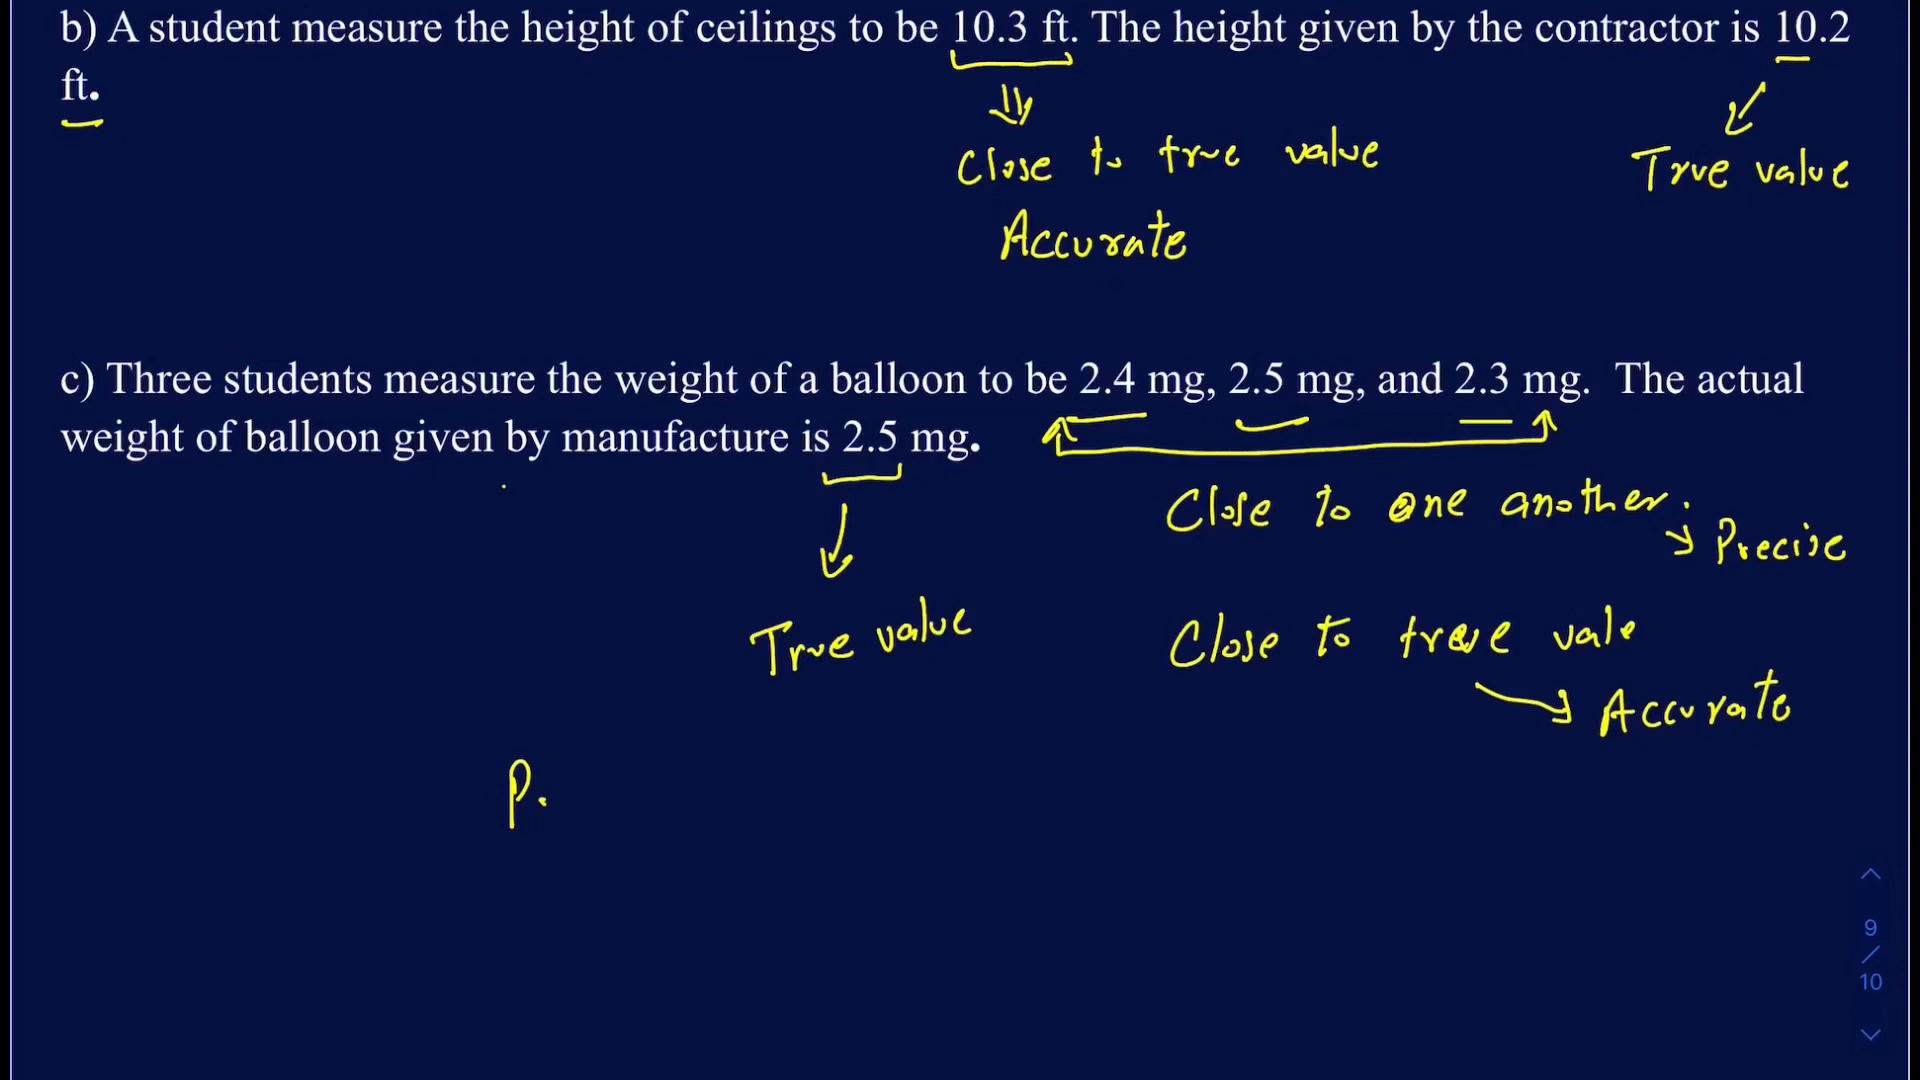 b) A student measure the height of ceilings to be 10.3 ft. The height given by the contractor is 10.2
ft.
Close to true value
True value
Accurate
c) Three students measure the weight of a balloon to be 2.4 mg, 2.5 mg, and 2.3 mg. The actual
weight of balloon given by manufacture is 2.5 mg.
Close to one another.
Precise
True value
Close to true vale
Accurate
P.
9
/
10